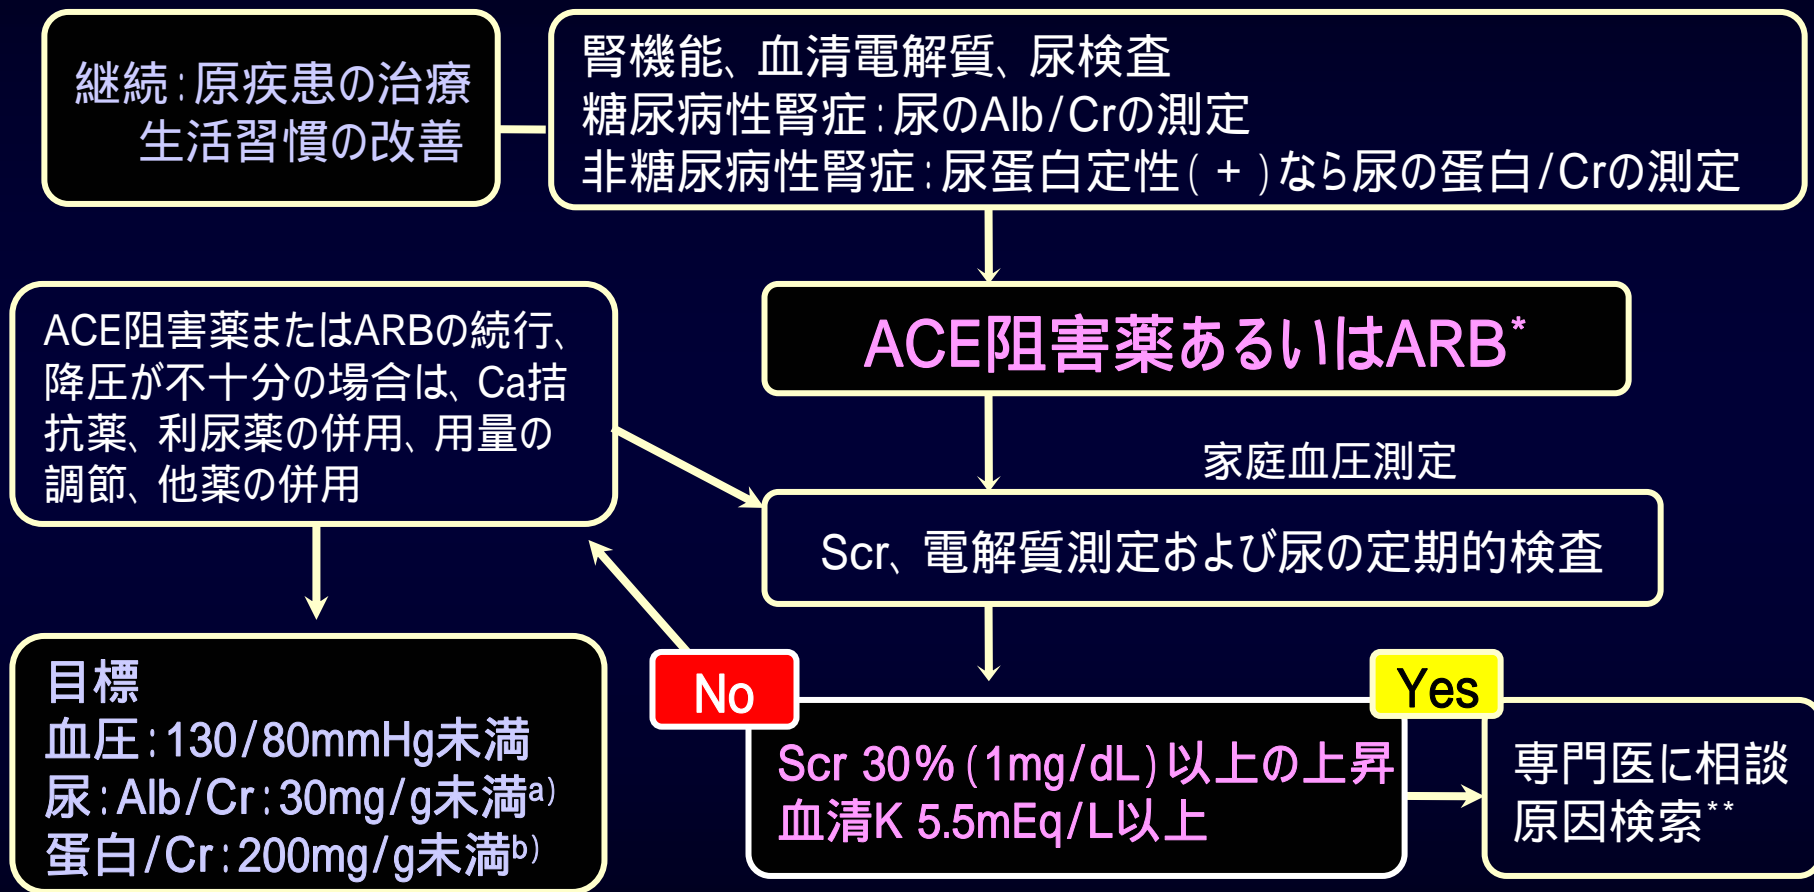 継続:原疾患の治療
生活習慣の改善
腎機能、血清電解質、尿検査
糖尿病性腎症:尿のAlb/Crの測定
非糖尿病性腎症:尿蛋白定性(+)なら尿の蛋白/Crの測定
ACE阻害薬あるいはARB*
ACE阻害薬またはARBの続行、
降圧が不十分の場合は、Ca拮
抗薬、利尿薬の併用、用量の
調節、他薬の併用
家庭血圧測定
Scr、電解質測定および尿の定期的検査
No
Yes
Scr 30%(1mg/dL)以上の上昇
血清K 5.5mEq/L以上
専門医に相談
原因検索**
目標
血圧:130/80mmHg未満
尿:Alb/Cr:30mg/g未満a)
蛋白/Cr:200mg/g未満b)